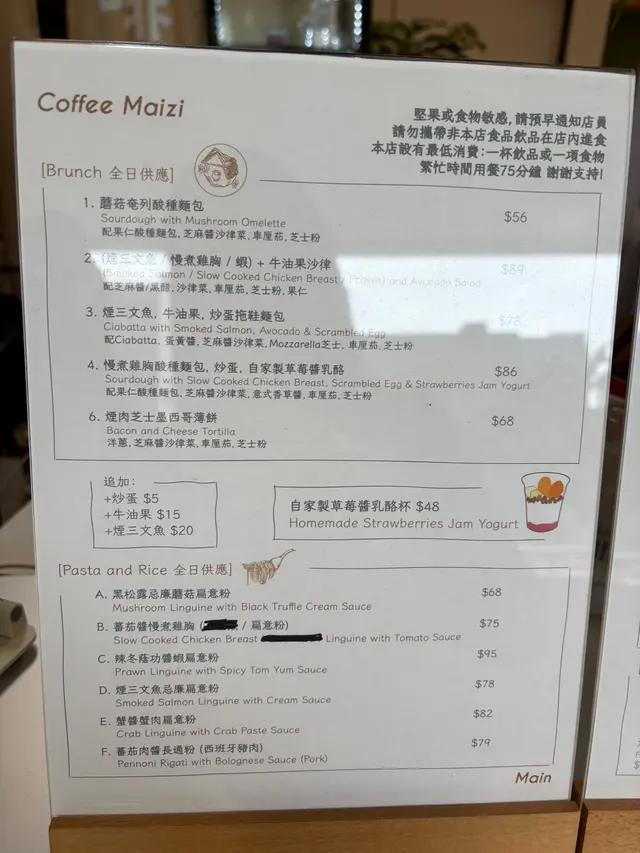 Coffee Maizi
堅果或食物敏感,請預早通知店員
請勿攜帶非本店食品飲品在店內進食
本店設有最低消費:一杯飲品或一項食物
繁忙時間用餐75分鐘 謝謝支持!
[Brunch 全日供應]
1. 蘑菇奄列酸種麵包 $56
Sourdough with Mushroom Omelette
配果仁酸種麵包, 芝麻醬沙律菜, 車厘茄, 芝士粉
2. (煙三文魚 / 慢煮雞胸 / 蝦) + 牛油果沙律 $89
(Smoked Salmon / Slow Cooked Chicken Breast / Prawn) and Avocado Salad
配芝麻醬/黑醋, 沙律菜, 車厘茄, 芝士粉, 果仁
3. 煙三文魚, 牛油果, 炒蛋拖鞋麵包 $78
Ciabatta with Smoked Salmon, Avocado & Scrambled Egg
配Ciabatta, 蛋黃醬, 芝麻醬沙律菜, Mozzarella芝士, 車厘茄, 芝士粉
4. 慢煮雞胸酸種麵包, 炒蛋, 自家製草莓醬乳酪 $86
Sourdough with Slow Cooked Chicken Breast, Scrambled Egg & Strawberries Jam Yogurt
配果仁酸種麵包, 芝麻醬沙律菜, 意式香草醬, 車厘茄, 芝士粉
6. 煙肉芝士墨西哥薄餅 $68
Bacon and Cheese Tortilla
洋蔥, 芝麻醬沙律菜, 車厘茄, 芝士粉
追加:
+炒蛋 $5
+牛油果 $15
+煙三文魚 $20
自家製草莓醬乳酪杯 $48
Homemade Strawberries Jam Yogurt
[Pasta and Rice 全日供應]
A. 黑松露忌廉蘑菇扁意粉 $68
Mushroom Linguine with Black Truffle Cream Sauce
B. 蕃茄醬慢煮雞胸 ( / 扁意粉) $75
Slow Cooked Chicken Breast Linguine with Tomato Sauce
C. 辣冬蔭功醬蝦扁意粉 $95
Prawn Linguine with Spicy Tom Yum Sauce
D. 煙三文魚忌廉扁意粉 $78
Smoked Salmon Linguine with Cream Sauce
E. 蟹醬蟹肉扁意粉 $82
Crab Linguine with Crab Paste Sauce
F. 蕃茄肉醬長通粉 (西班牙豬肉) $79
Pennoni Rigati with Bolognese Sauce (Pork)
Main